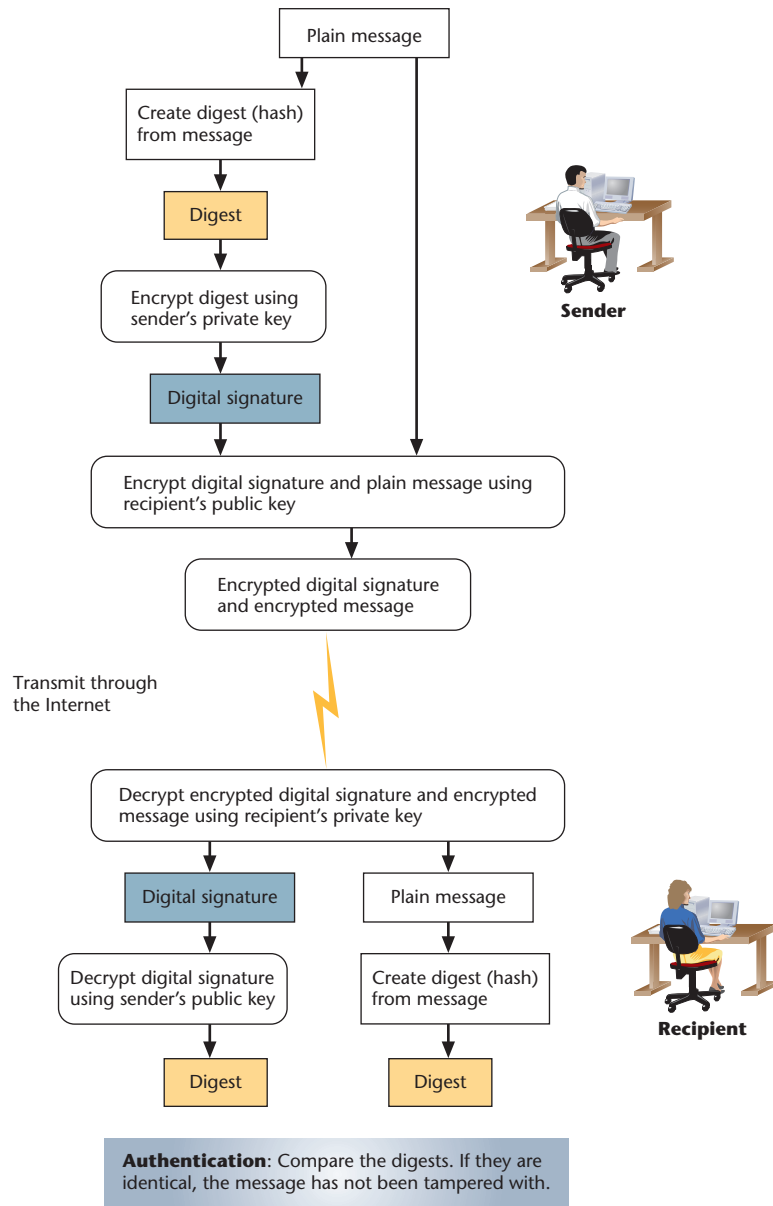 Plain message
Create digest (hash)
from message
Digest
Encrypt digest using
sender’s private key
Sender
Digital signature
Encrypt digital signature and plain message using
recipient’s public key
Encrypted digital signature
and encrypted message
Transmit through
the Internet
Decrypt encrypted digital signature and encrypted
message using recipient’s private key
Digital signature
Plain message
Decrypt digital signature
using sender’s public key
Create digest (hash)
from message
Recipient
Digest
Digest
Authentication: Compare the digests. If they are
identical, the message has not been tampered with.